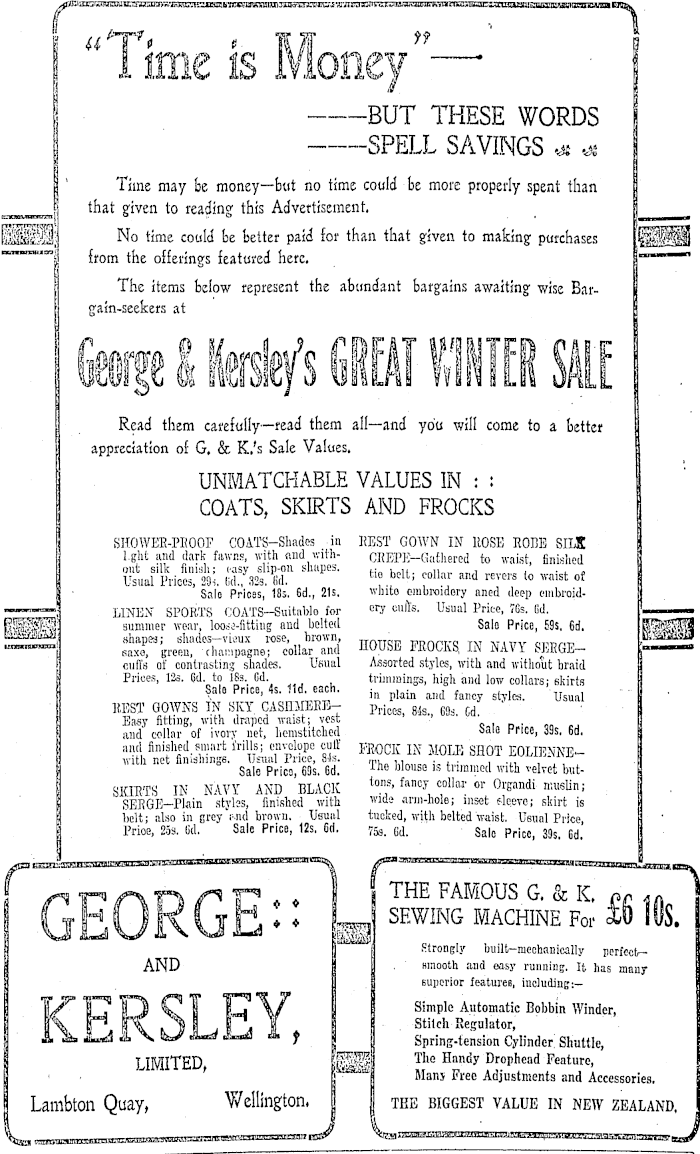 "Time is Money"—
———BUT THESE WORDS
———SPELL SAVINGS
Time may be money—but no time could be more properly spent than
that given to reading this Advertisement.
No time could be better paid for than that given to making purchases
from the offerings featured here.
The items below represent the abundant bargains awaiting wise Bar-
gain-seekers at
George & Kersley's GREAT WINTER SALE
Read them carefully—read them all—and you will come to a better
appreciation of G. & K.'s Sale Values.
UNMATCHABLE VALUES IN : :
COATS, SKIRTS AND FROCKS
SHOWER-PROOF COATS—Shades in
light and dark fawns, with and with-
out silk finish; easy slip-on shapes.
Usual Prices, 29s. 6d., 32s. 6d.
Sale Prices, 18s. 6d., 21s.
LINEN SPORTS COATS—Suitable for
summer wear, loose-fitting and belted
shapes; shades—vieux rose, brown,
saxe, green, champagne; collar and
cuffs of contrasting shades. Usual
Prices, 12s. 6d. to 18s. 6d.
Sale Price, 4s. 11d. each.
REST GOWNS IN SKY CASHMERE—
Easy fitting, with draped waist; vest
and collar of ivory net, hemstitched
and finished smart frills; envelope cuff
with net finishings. Usual Price, 84s.
Sale Price, 69s. 6d.
SKIRTS IN NAVY AND BLACK
SERGE—Plain styles, finished with
belt; also in grey and brown. Usual
Price, 25s. 6d. Sale Price, 12s. 6d.
REST GOWN IN ROSE ROBE SILK
CREPE—Gathered to waist, finished
tie belt; collar and revers to waist of
white embroidery aned deep embroid-
ery cuffs. Usual Price, 76s. 6d.
Sale Price, 59s. 6d.
HOUSE FROCKS IN NAVY SERGE—
Assorted styles, with and without braid
trimmings, high and low collars; skirts
in plain and fancy styles. Usual
Prices, 84s., 69s. 6d.
Sale Price, 39s. 6d.
FROCK IN MOLE SHOT EOLIENNE—
The blouse is trimmed with velvet but-
tons, fancy collar or Organdi muslin;
wide arm-hole; inset sleeve; skirt is
tucked, with belted waist. Usual Price,
75s. 6d. Sale Price, 39s. 6d.
GEORGE : :
AND
KERSLEY,
LIMITED,
Lambton Quay, Wellington.
THE FAMOUS G. & K.
SEWING MACHINE For £6 10s.
Strongly built—mechanically perfect—
smooth and easy running. It has many
superior features, including:—
Simple Automatic Bobbin Winder,
Stitch Regulator,
Spring-tension Cylinder Shuttle,
The Handy Drophead Feature,
Many Free Adjustments and Accessories.
THE BIGGEST VALUE IN NEW ZEALAND.